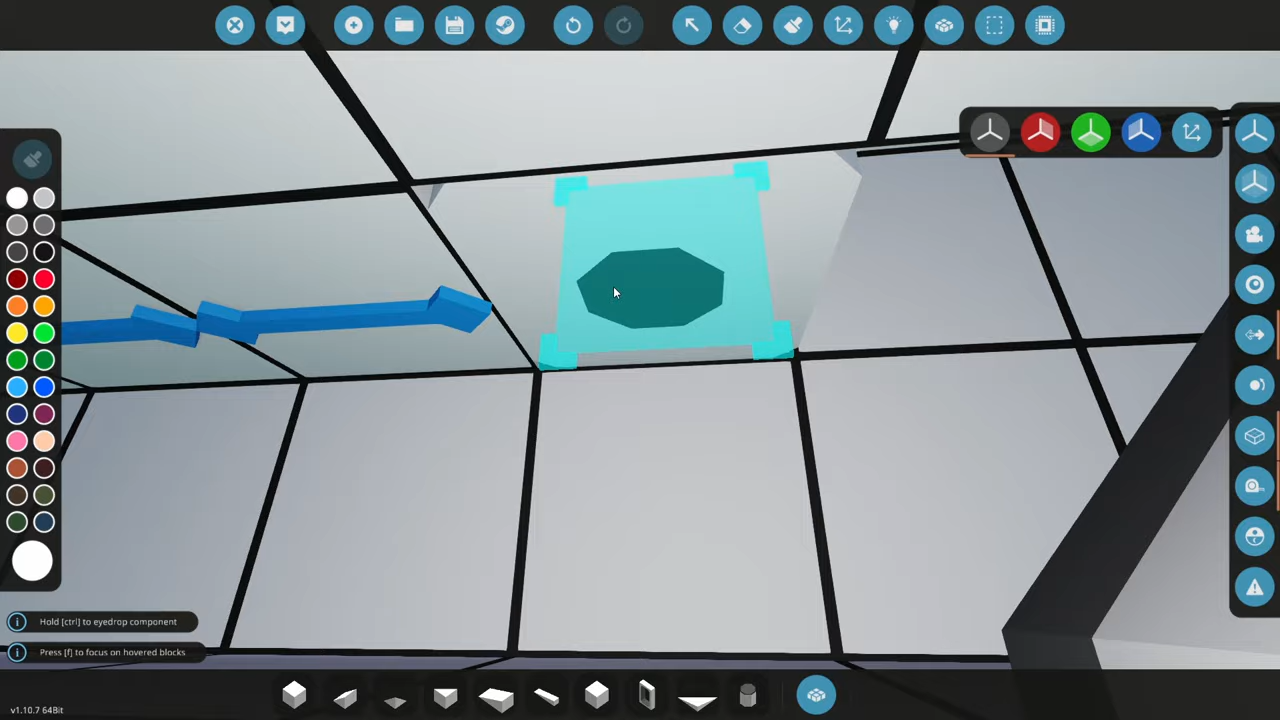 Hold [ctrl] to eyedrop component
Press [f] to focus on hovered blocks
v1.10.7 64Bit